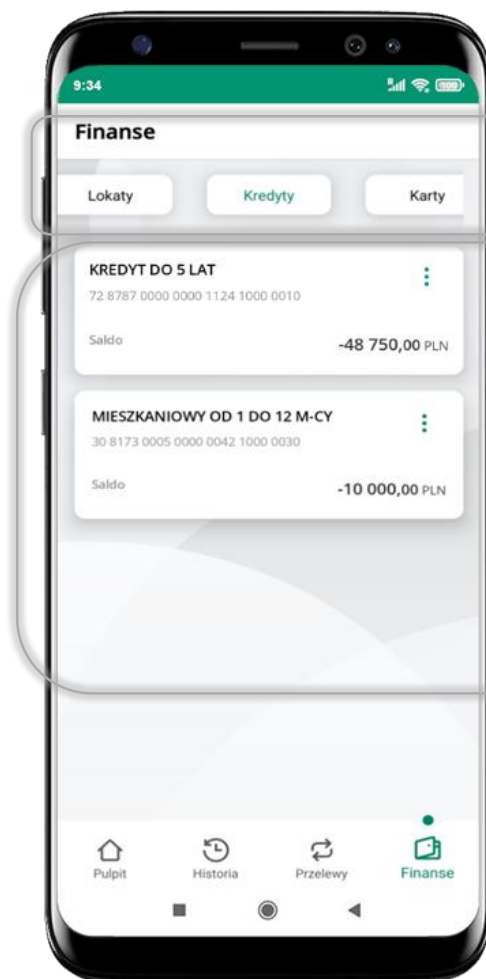 9:34
Finanse
Lokaty Kredyty Karty
KREDYT DO 5 LAT
72 8787 0000 0000 1124 1000 0010
Saldo -48 750,00 PLN
MIESZKANIOWY OD 1 DO 12 M-CY
30 8173 0005 0000 0042 1000 0030
Saldo -10 000,00 PLN
Pulpit Historia Przelewy Finanse